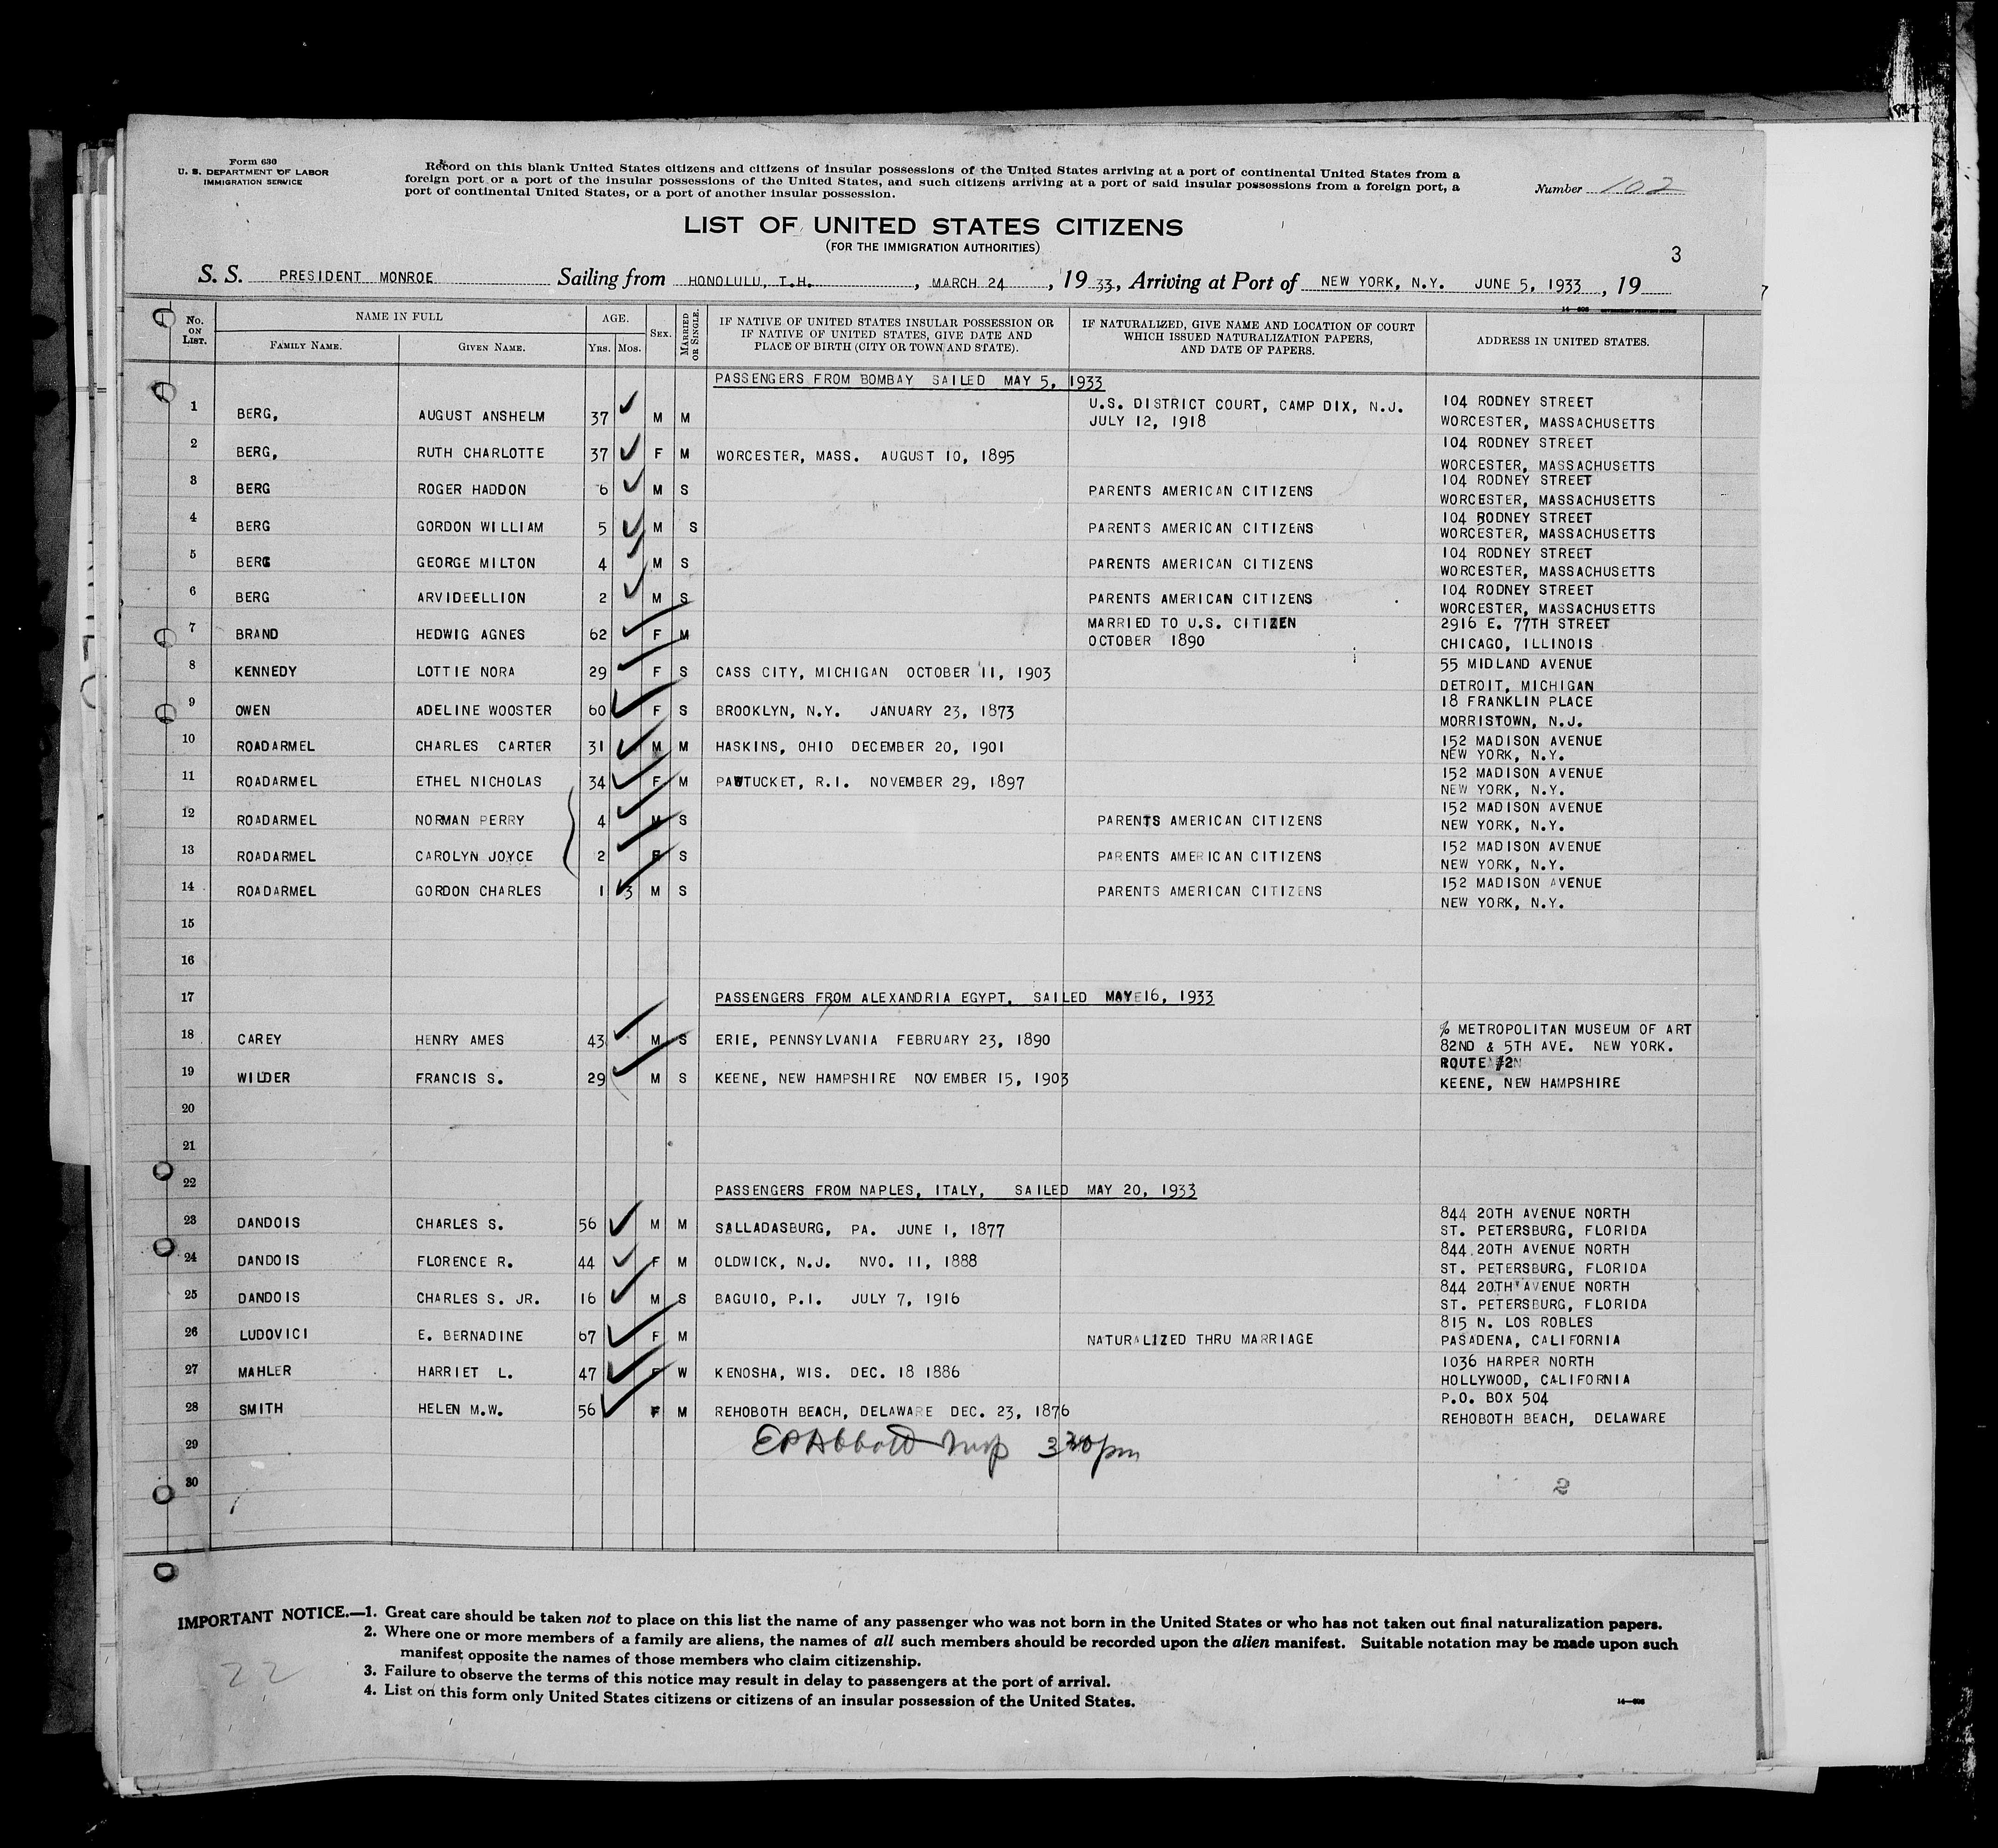 Form 630
U. S. DEPARTMENT OF LABOR
IMMIGRATION SERVICE
Record on this blank United States citizens and citizens of insular possessions of the United States arriving at a port of continental United States from a
foreign port or a port of the insular possessions of the United States, and such citizens arriving at a port of said insular possessions from a foreign port, a
port of continental United States, or a port of another insular possession.
Number 102
LIST OF UNITED STATES CITIZENS
(FOR THE IMMIGRATION AUTHORITIES)
3
S. S. PRESIDENT MONROE Sailing from HONOLULU, T.H. , MARCH 24 , 19 33, Arriving at Port of NEW YORK, N.Y. JUNE 5, 1933 , 19
No. ON LIST. NAME IN FULL FAMILY NAME. GIVEN NAME. AGE. Yrs. Mos. SEX. MARRIED OR SINGLE. IF NATIVE OF UNITED STATES INSULAR POSSESSION OR IF NATIVE OF UNITED STATES, GIVE DATE AND PLACE OF BIRTH (CITY OR TOWN AND STATE). IF NATURALIZED, GIVE NAME AND LOCATION OF COURT WHICH ISSUED NATURALIZATION PAPERS, AND DATE OF PAPERS. ADDRESS IN UNITED STATES.
PASSENGERS FROM BOMBAY SAILED MAY 5, 1933
1 BERG, AUGUST ANSHELM 37 M M U.S. DISTRICT COURT, CAMP DIX, N.J. JULY 12, 1918 104 RODNEY STREET WORCESTER, MASSACHUSETTS
2 BERG, RUTH CHARLOTTE 37 F M WORCESTER, MASS. AUGUST 10, 1895 104 RODNEY STREET WORCESTER, MASSACHUSETTS
3 BERG ROGER HADDON 6 M S PARENTS AMERICAN CITIZENS 104 RODNEY STREET WORCESTER, MASSACHUSETTS
4 BERG GORDON WILLIAM 5 M S PARENTS AMERICAN CITIZENS 104 RODNEY STREET WORCESTER, MASSACHUSETTS
5 BERG GEORGE MILTON 4 M S PARENTS AMERICAN CITIZENS 104 RODNEY STREET WORCESTER, MASSACHUSETTS
6 BERG ARVIDEELLION 2 M S PARENTS AMERICAN CITIZENS 104 RODNEY STREET WORCESTER, MASSACHUSETTS
7 BRAND HEDWIG AGNES 62 F M MARRIED TO U.S. CITIZEN OCTOBER 1890 2916 E. 77TH STREET CHICAGO, ILLINOIS
8 KENNEDY LOTTIE NORA 29 F S CASS CITY, MICHIGAN OCTOBER 11, 1903 55 MIDLAND AVENUE DETROIT, MICHIGAN
9 OWEN ADELINE WOOSTER 60 F S BROOKLYN, N.Y. JANUARY 23, 1873 18 FRANKLIN PLACE MORRISTOWN, N.J.
10 ROADARMEL CHARLES CARTER 31 M M HASKINS, OHIO DECEMBER 20, 1901 152 MADISON AVENUE NEW YORK, N.Y.
11 ROADARMEL ETHEL NICHOLAS 34 F M PAWTUCKET, R.I. NOVEMBER 29, 1897 152 MADISON AVENUE NEW YORK, N.Y.
12 ROADARMEL NORMAN PERRY 4 M S PARENTS AMERICAN CITIZENS 152 MADISON AVENUE NEW YORK, N.Y.
13 ROADARMEL CAROLYN JOYCE 2 F S PARENTS AMERICAN CITIZENS 152 MADISON AVENUE NEW YORK, N.Y.
14 ROADARMEL GORDON CHARLES 1 3 M S PARENTS AMERICAN CITIZENS 152 MADISON AVENUE NEW YORK, N.Y.
15
16
17 PASSENGERS FROM ALEXANDRIA EGYPT, SAILED MAY 16, 1933
18 CAREY HENRY AMES 43 M S ERIE, PENNSYLVANIA FEBRUARY 23, 1890 % METROPOLITAN MUSEUM OF ART 82ND & 5TH AVE. NEW YORK.
19 WILDER FRANCIS S. 29 M S KEENE, NEW HAMPSHIRE NOVEMBER 15, 1903 ROUTE #2 KEENE, NEW HAMPSHIRE
20
21
22 PASSENGERS FROM NAPLES, ITALY, SAILED MAY 20, 1933
23 DANDOIS CHARLES S. 56 M M SALLADASBURG, PA. JUNE 1, 1877 844 20TH AVENUE NORTH ST. PETERSBURG, FLORIDA
24 DANDOIS FLORENCE R. 44 F M OLDWICK, N.J. NVO. 11, 1888 844 20TH AVENUE NORTH ST. PETERSBURG, FLORIDA
25 DANDOIS CHARLES S. JR. 16 M S BAGUIO, P.I. JULY 7, 1916 844 20TH AVENUE NORTH ST. PETERSBURG, FLORIDA
26 LUDOVICI E. BERNADINE 67 F M NATURALIZED THRU MARRIAGE 815 N. LOS ROBLES PASADENA, CALIFORNIA
27 MAHLER HARRIET L. 47 F W KENOSHA, WIS. DEC. 18 1886 1036 HARPER NORTH HOLLYWOOD, CALIFORNIA
28 SMITH HELEN M.W. 56 F M REHOBOTH BEACH, DELAWARE DEC. 23, 1876 P.O. BOX 504 REHOBOTH BEACH, DELAWARE
29 EPAbbott Insp 3 20 pm
30 2
IMPORTANT NOTICE.—1. Great care should be taken not to place on this list the name of any passenger who was not born in the United States or who has not taken out final naturalization papers.
2. Where one or more members of a family are aliens, the names of all such members should be recorded upon the alien manifest. Suitable notation may be made upon such
manifest opposite the names of those members who claim citizenship.
3. Failure to observe the terms of this notice may result in delay to passengers at the port of arrival.
4. List on this form only United States citizens or citizens of an insular possession of the United States.
22